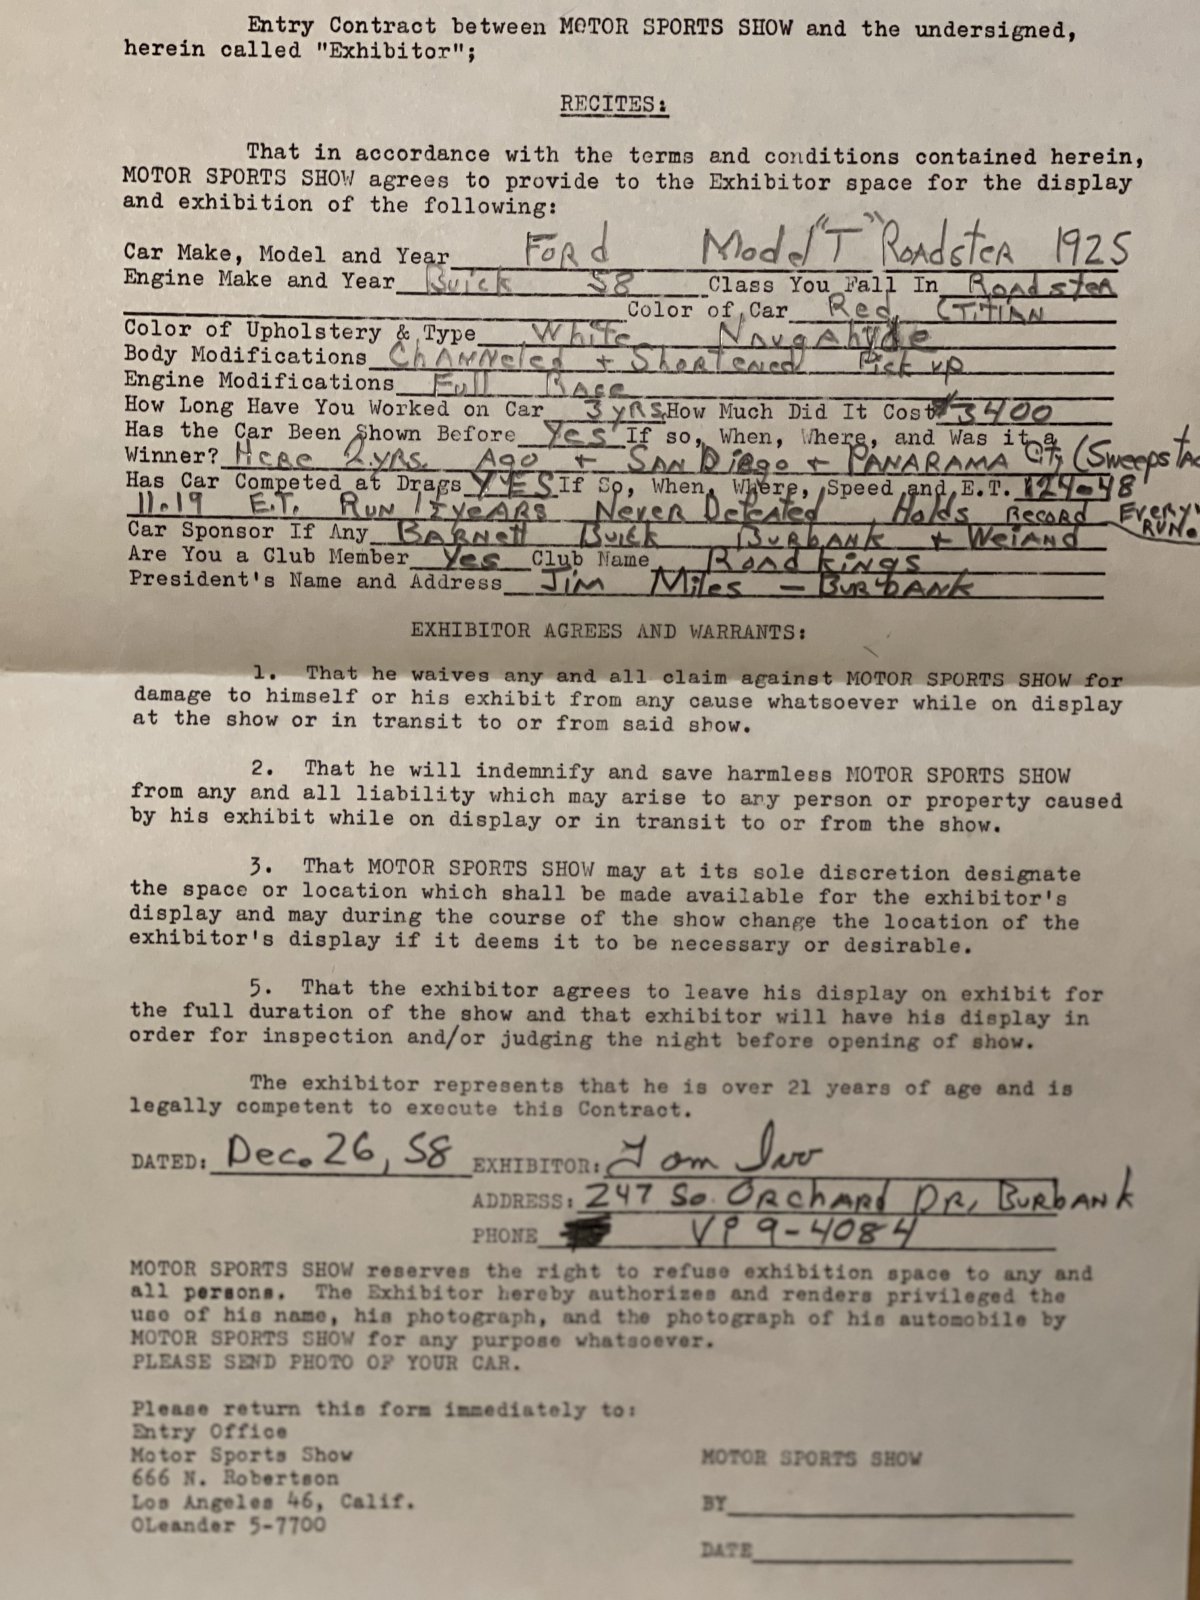 Entry Contract between MOTOR SPORTS SHOW and the undersigned,
herein called "Exhibitor";
RECITES:
That in accordance with the terms and conditions contained herein,
MOTOR SPORTS SHOW agrees to provide to the Exhibitor space for the display
and exhibition of the following:
Car Make, Model and Year Ford Model "T" Roadster 1925
Engine Make and Year Buick 58 Class You Fall In Roadster
Color of Car Red (Titian
Color of Upholstery & Type White Naugahyde
Body Modifications Channeled + Shortened Pick up
Engine Modifications Full Race
How Long Have You Worked on Car 3 yrs. How Much Did It Cost $3400
Has the Car Been Shown Before Yes If so, When, Where, and Was it a
Winner? Here 2 yrs. Ago + San Diego + Panarama City (Sweepstac
Has Car Competed at Drags YES If So, When, Where, Speed and E.T. 124.48
11.19 E.T. Run 1½ years Never Defeated, Holds Record Every Run.
Car Sponsor If Any Barnett Buick Burbank + Weiand
Are You a Club Member Yes Club Name Road Kings
President's Name and Address Jim Miles - Burbank
EXHIBITOR AGREES AND WARRANTS:
1. That he waives any and all claim against MOTOR SPORTS SHOW for
damage to himself or his exhibit from any cause whatsoever while on display
at the show or in transit to or from said show.
2. That he will indemnify and save harmless MOTOR SPORTS SHOW
from any and all liability which may arise to any person or property caused
by his exhibit while on display or in transit to or from the show.
3. That MOTOR SPORTS SHOW may at its sole discretion designate
the space or location which shall be made available for the exhibitor's
display and may during the course of the show change the location of the
exhibitor's display if it deems it to be necessary or desirable.
5. That the exhibitor agrees to leave his display on exhibit for
the full duration of the show and that exhibitor will have his display in
order for inspection and/or judging the night before opening of show.
The exhibitor represents that he is over 21 years of age and is
legally competent to execute this Contract.
DATED: Dec. 26, 58 EXHIBITOR: Tom Ivo
ADDRESS: 247 So. Orchard Dr, Burbank
PHONE VI 9-4084
MOTOR SPORTS SHOW reserves the right to refuse exhibition space to any and
all persons. The Exhibitor hereby authorizes and renders privileged the
use of his name, his photograph, and the photograph of his automobile by
MOTOR SPORTS SHOW for any purpose whatsoever.
PLEASE SEND PHOTO OF YOUR CAR.
Please return this form immediately to:
Entry Office
Motor Sports Show
666 N. Robertson
Los Angeles 46, Calif.
OLeander 5-7700
MOTOR SPORTS SHOW
BY
DATE